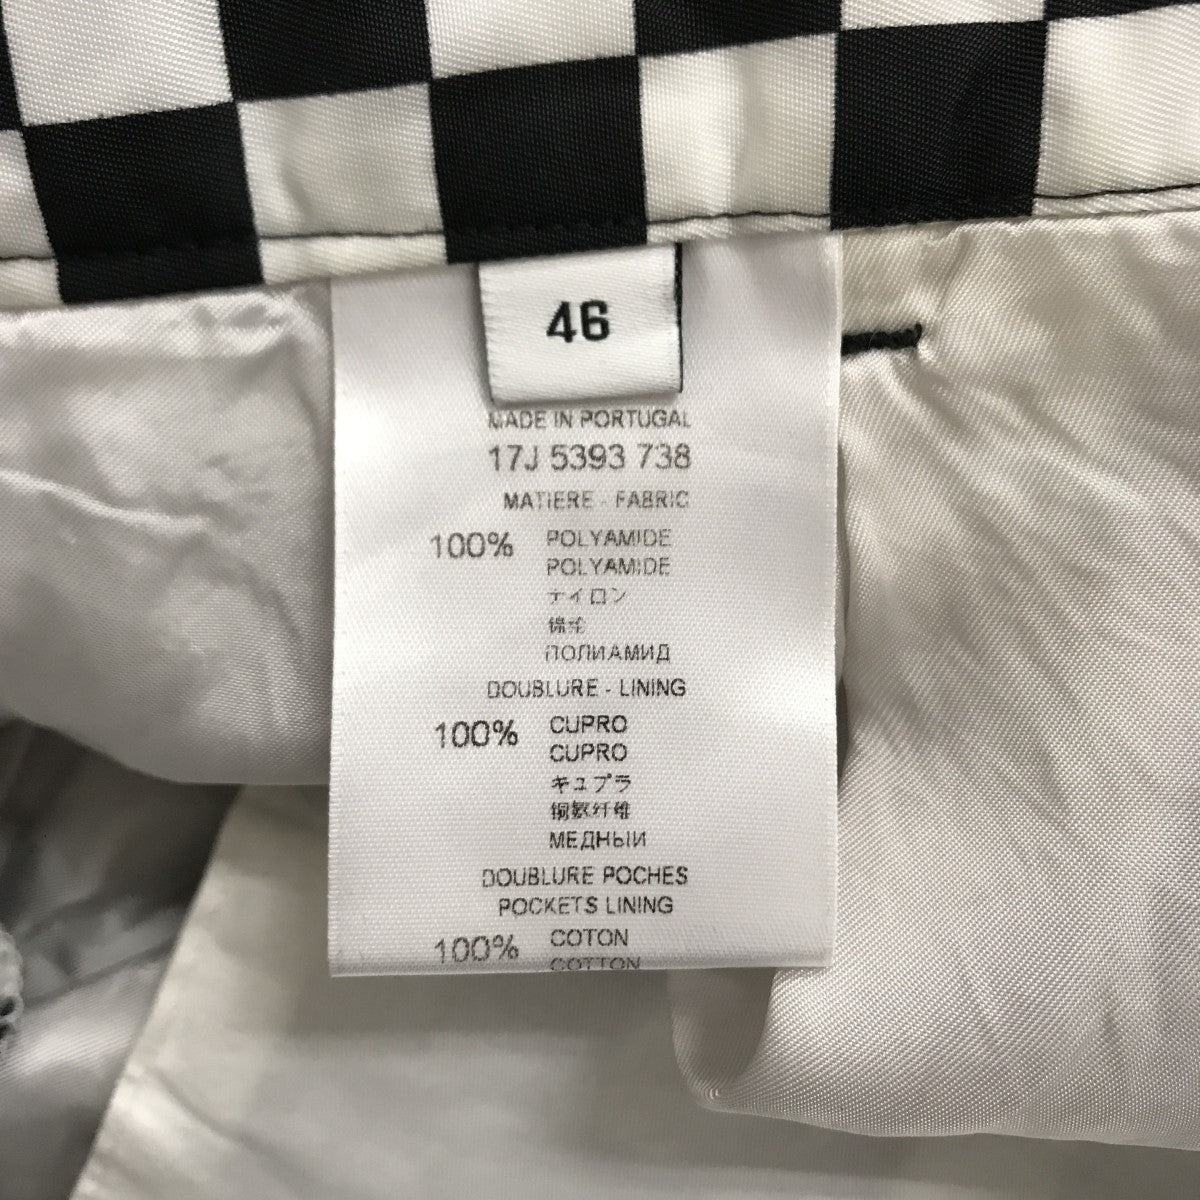 46
MADE IN PORTUGAL
17J 5393 738
MATIERE - FABRIC
100% POLYAMIDE
POLYAMIDE
ナイロン
锦纶
ПОЛИАМИД
DOUBLURE - LINING
100% CUPRO
CUPRO
キュプラ
铜氨纤维
МЕДНЫЙ
DOUBLURE POCHES
POCKETS LINING
100% COTON
COTTON